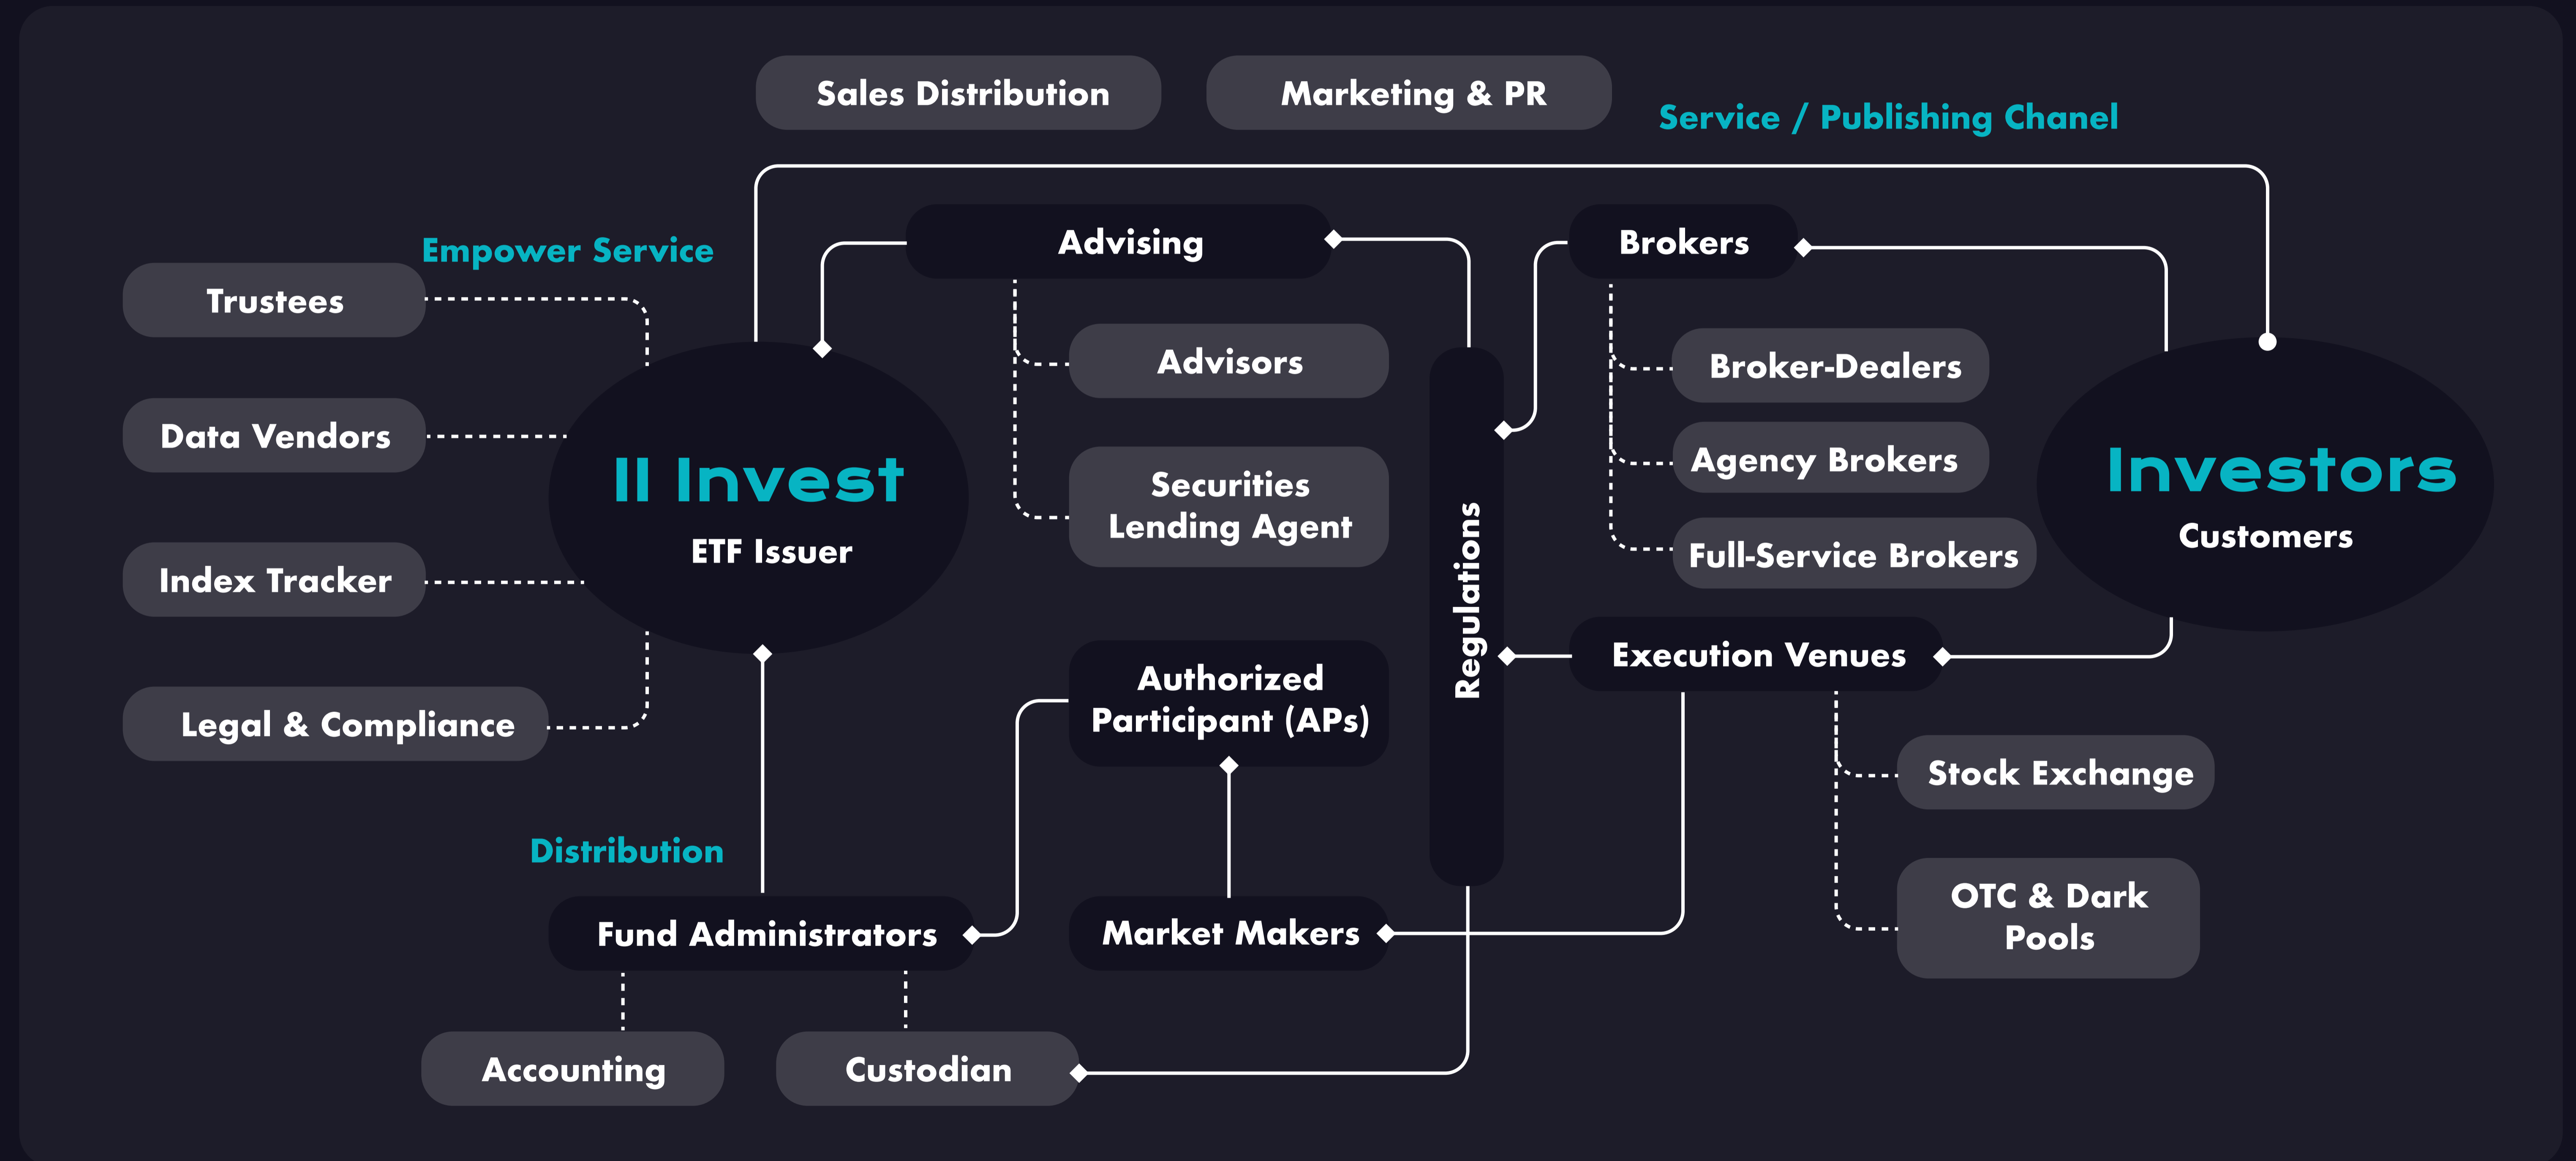 Sales Distribution
Marketing & PR
Service / Publishing Chanel
Empower Service
Trustees
Data Vendors
Index Tracker
Legal & Compliance
II Invest
ETF Issuer
Advising
Advisors
Securities
Lending Agent
Authorized
Participant (APs)
Regulations
Brokers
Broker-Dealers
Agency Brokers
Full-Service Brokers
Investors
Customers
Execution Venues
Stock Exchange
OTC & Dark
Pools
Distribution
Fund Administrators
Market Makers
Accounting
Custodian